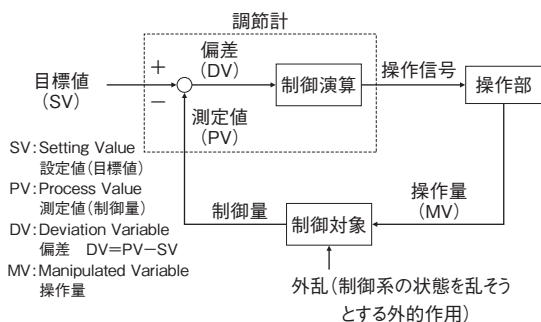 調節計
偏差
(DV)
目標値
(SV)
+
−
制御演算
操作信号
操作部
測定値
(PV)
SV:Setting Value
設定値(目標値)
PV:Process Value
測定値(制御量)
DV:Deviation Variable
偏差 DV=PV−SV
MV:Manipulated Variable
操作量
制御量
制御対象
操作量
(MV)
外乱(制御系の状態を乱そう
とする外的作用)